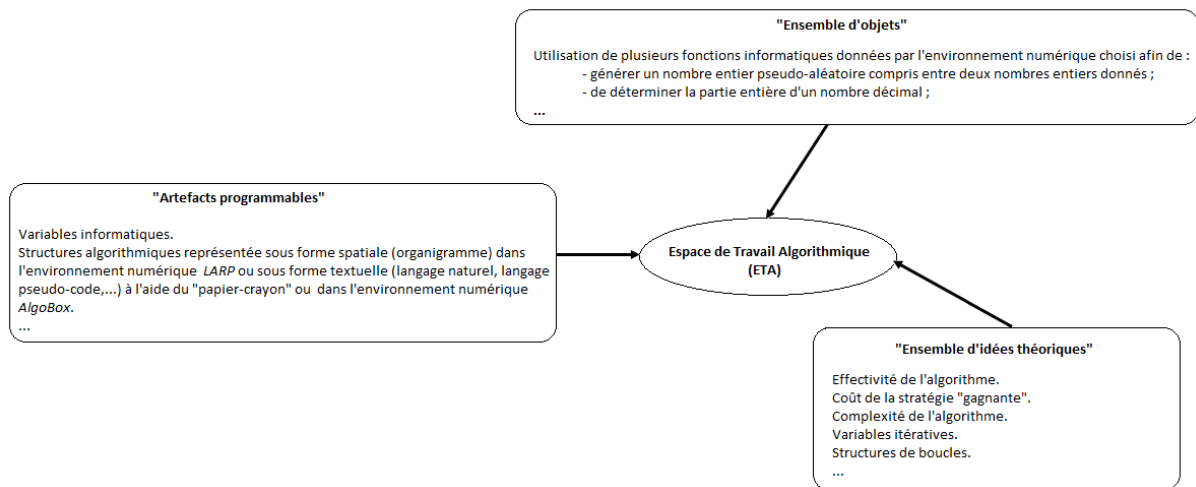 "Ensemble d'objets"
Utilisation de plusieurs fonctions informatiques données par l'environnement numérique choisi afin de :
- générer un nombre entier pseudo-aléatoire compris entre deux nombres entiers donnés ;
- de déterminer la partie entière d'un nombre décimal ;
...
"Artefacts programmables"
Variables informatiques.
Structures algorithmiques représentée sous forme spatiale (organigramme) dans
l'environnement numérique LARP ou sous forme textuelle (langage naturel, langage
pseudo-code,...) à l'aide du "papier-crayon" ou dans l'environnement numérique
AlgoBox.
...
Espace de Travail Algorithmique
(ETA)
"Ensemble d'idées théoriques"
Effectivité de l'algorithme.
Coût de la stratégie "gagnante".
Complexité de l'algorithme.
Variables itératives.
Structures de boucles.
...